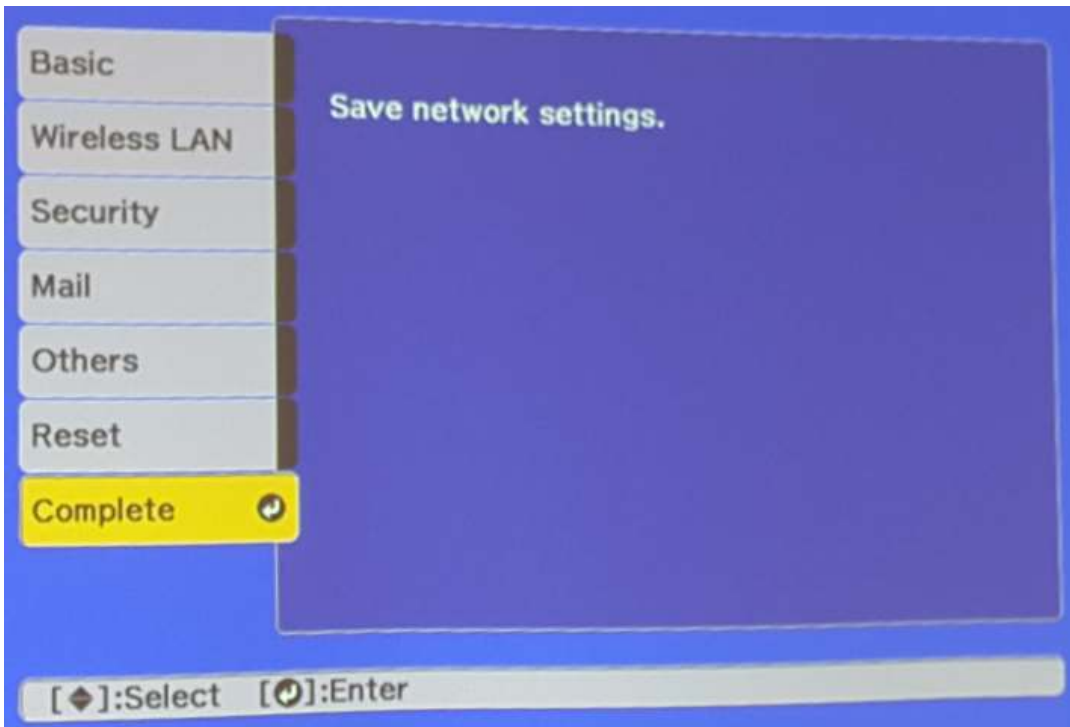 Basic
Save network settings.
Wireless LAN
Security
Mail
Others
Reset
Complete
[◆]:Select [↵]:Enter